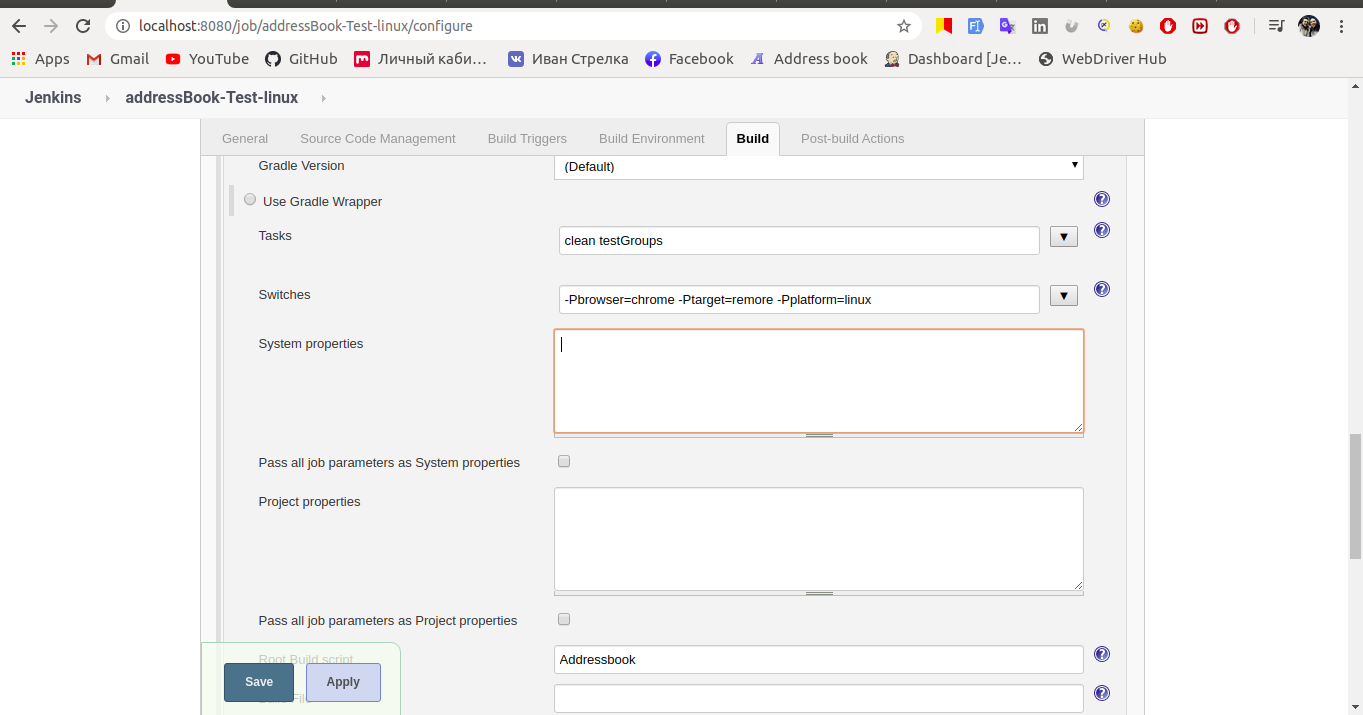 localhost:8080/job/addressBook-Test-linux/configure
Apps Gmail YouTube GitHub Личный каби... Иван Стрелка Facebook Address book Dashboard [Je... WebDriver Hub
Jenkins addressBook-Test-linux
General Source Code Management Build Triggers Build Environment Build Post-build Actions
Gradle Version (Default)
Use Gradle Wrapper
Tasks clean testGroups
Switches -Pbrowser=chrome -Ptarget=remore -Pplatform=linux
System properties
Pass all job parameters as System properties
Project properties
Pass all job parameters as Project properties
Root Build script Addressbook
Save Apply